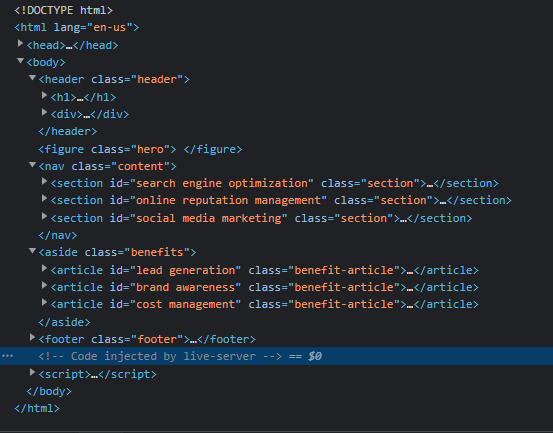 <!DOCTYPE html>
<html lang="en-us">
<head>…</head>
<body>
<header class="header">
<h1>…</h1>
<div>…</div>
</header>
<figure class="hero"> </figure>
<nav class="content">
<section id="search engine optimization" class="section">…</section>
<section id="online reputation management" class="section">…</section>
<section id="social media marketing" class="section">…</section>
</nav>
<aside class="benefits">
<article id="lead generation" class="benefit-article">…</article>
<article id="brand awareness" class="benefit-article">…</article>
<article id="cost management" class="benefit-article">…</article>
</aside>
<footer class="footer">…</footer>
<!-- Code injected by live-server --> == $0
<script>…</script>
</body>
</html>